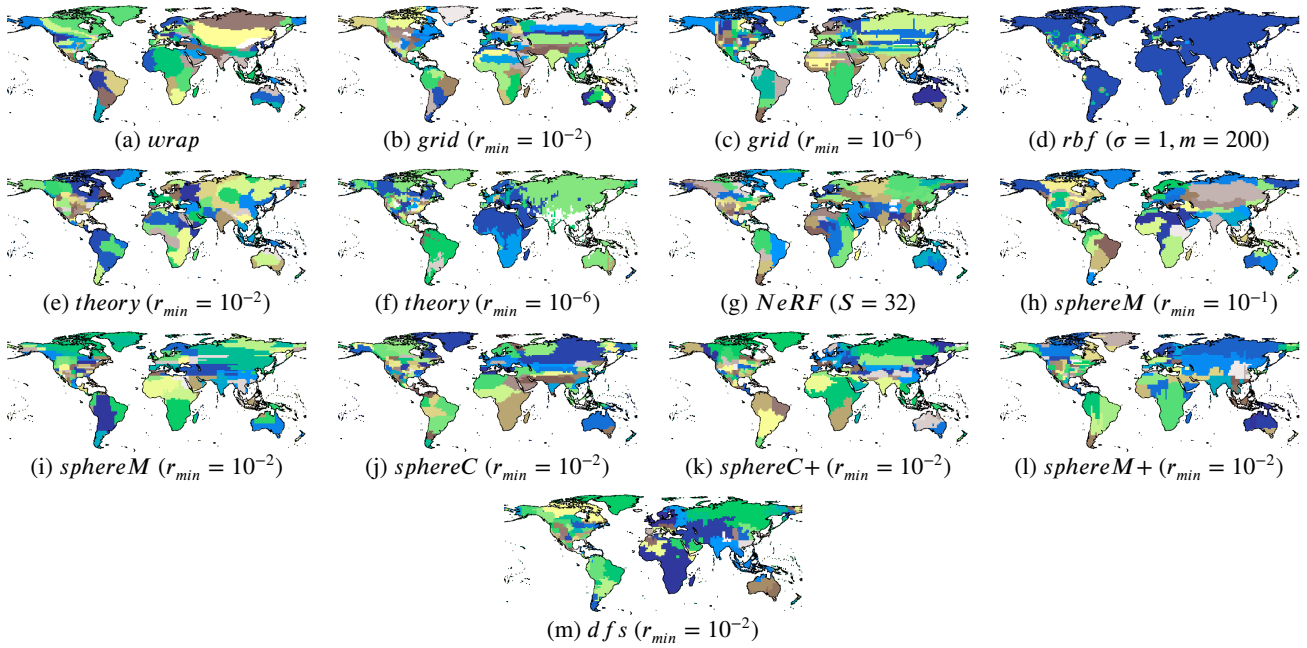 (a) wrap
(b) grid (r_min = 10^-2)
(c) grid (r_min = 10^-6)
(d) rbf (σ = 1, m = 200)
(e) theory (r_min = 10^-2)
(f) theory (r_min = 10^-6)
(g) NeRF (S = 32)
(h) sphereM (r_min = 10^-1)
(i) sphereM (r_min = 10^-2)
(j) sphereC (r_min = 10^-2)
(k) sphereC+ (r_min = 10^-2)
(l) sphereM+ (r_min = 10^-2)
(m) dfs (r_min = 10^-2)